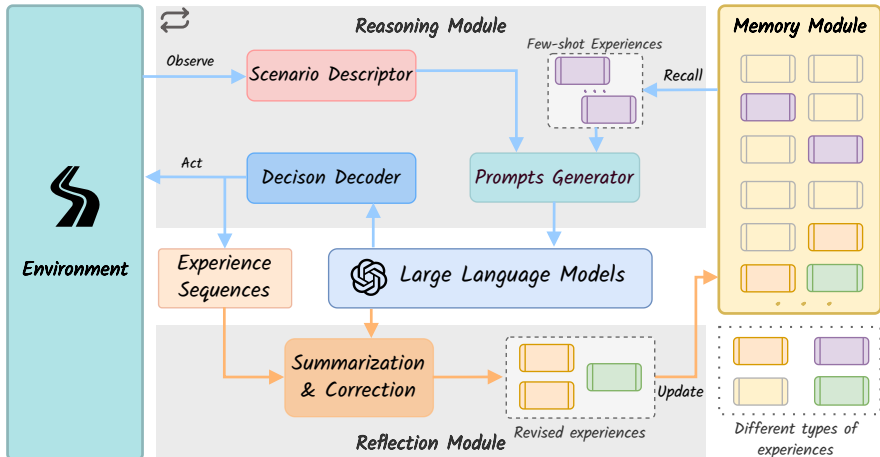 Reasoning Module
Memory Module
Few-shot Experiences
Observe
Scenario Descriptor
Recall
Act
Decison Decoder
Prompts Generator
Environment
Experience
Sequences
Large Language Models
Summarization
& Correction
Update
Revised experiences
Reflection Module
Different types of
experiences